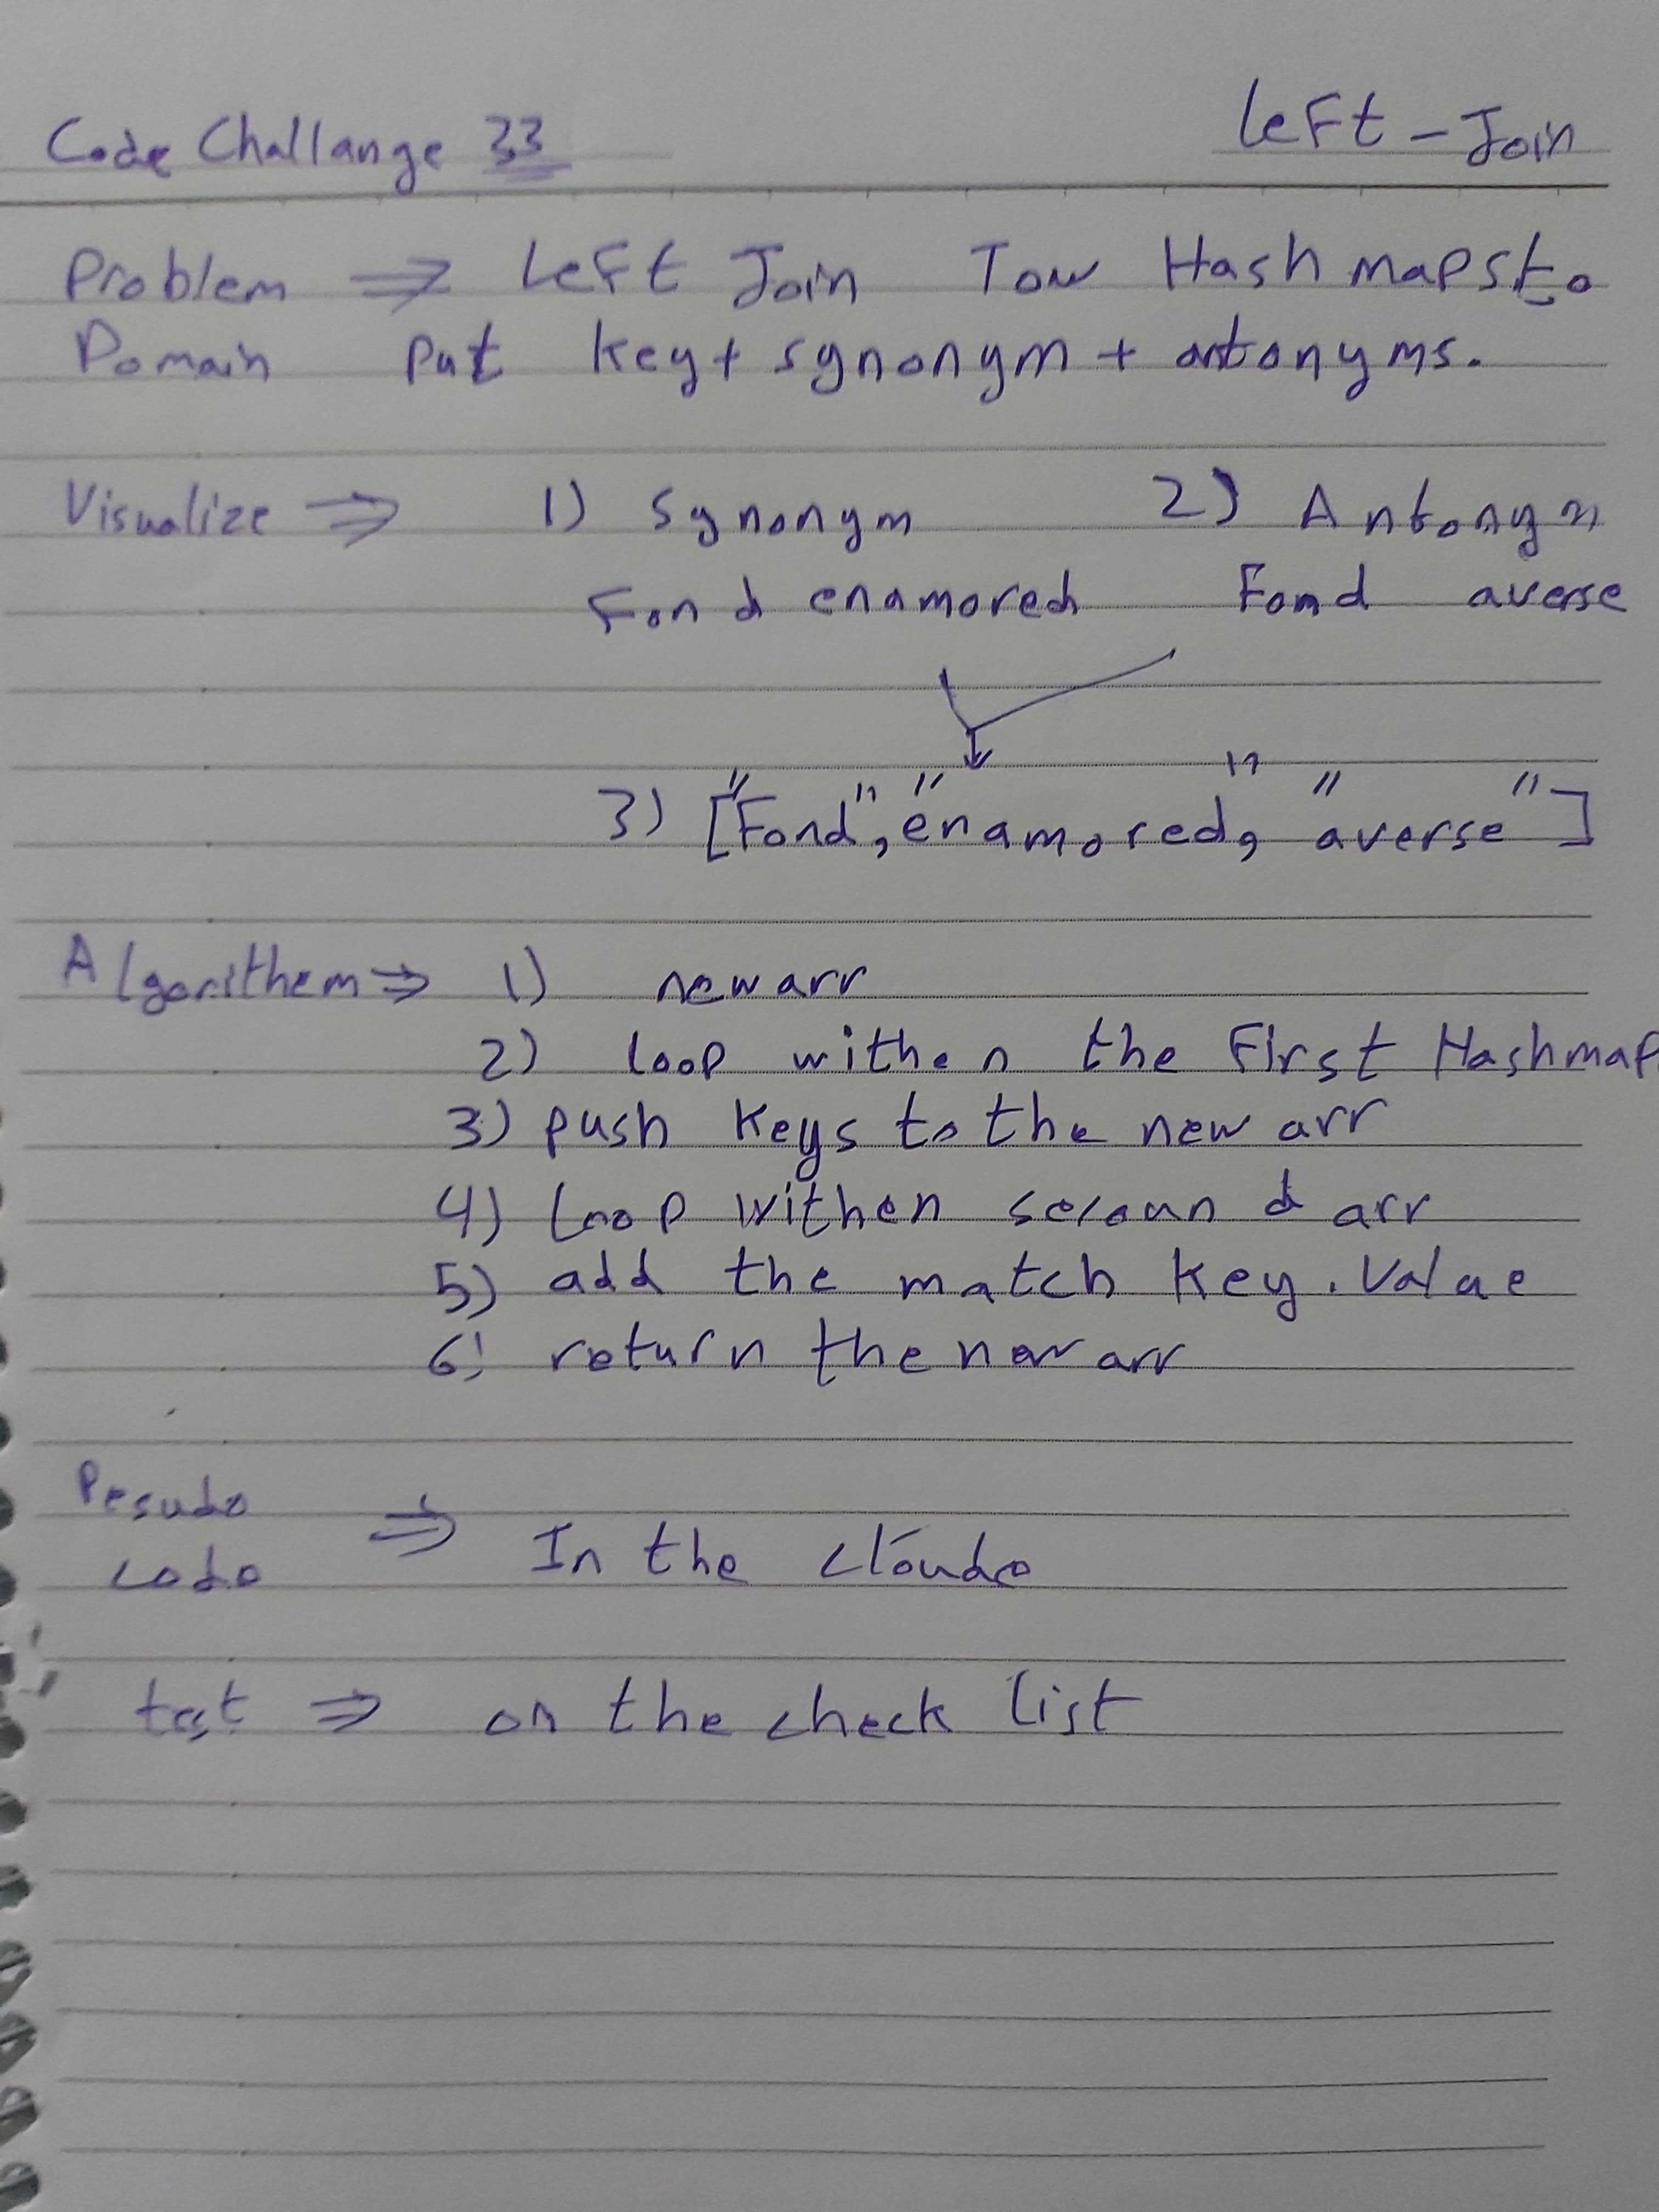 Code Challange 33 Left - Join
Problem ⇒ Left Join Tow Hash maps to
Domain put key + synonym + antonyms.
Visualize ⇒ 1) Synonym 2) Antonym
Fond enamored Fond averse
3) ["Fond", "enamored", "averse"]
Algorithem ⇒ 1) new arr
2) loop withen the First Hashmap
3) push keys to the new arr
4) Loop withen secound arr
5) add the match key. Value
6) return the new arr
Pesudo
code ⇒ In the
test ⇒ on the check list